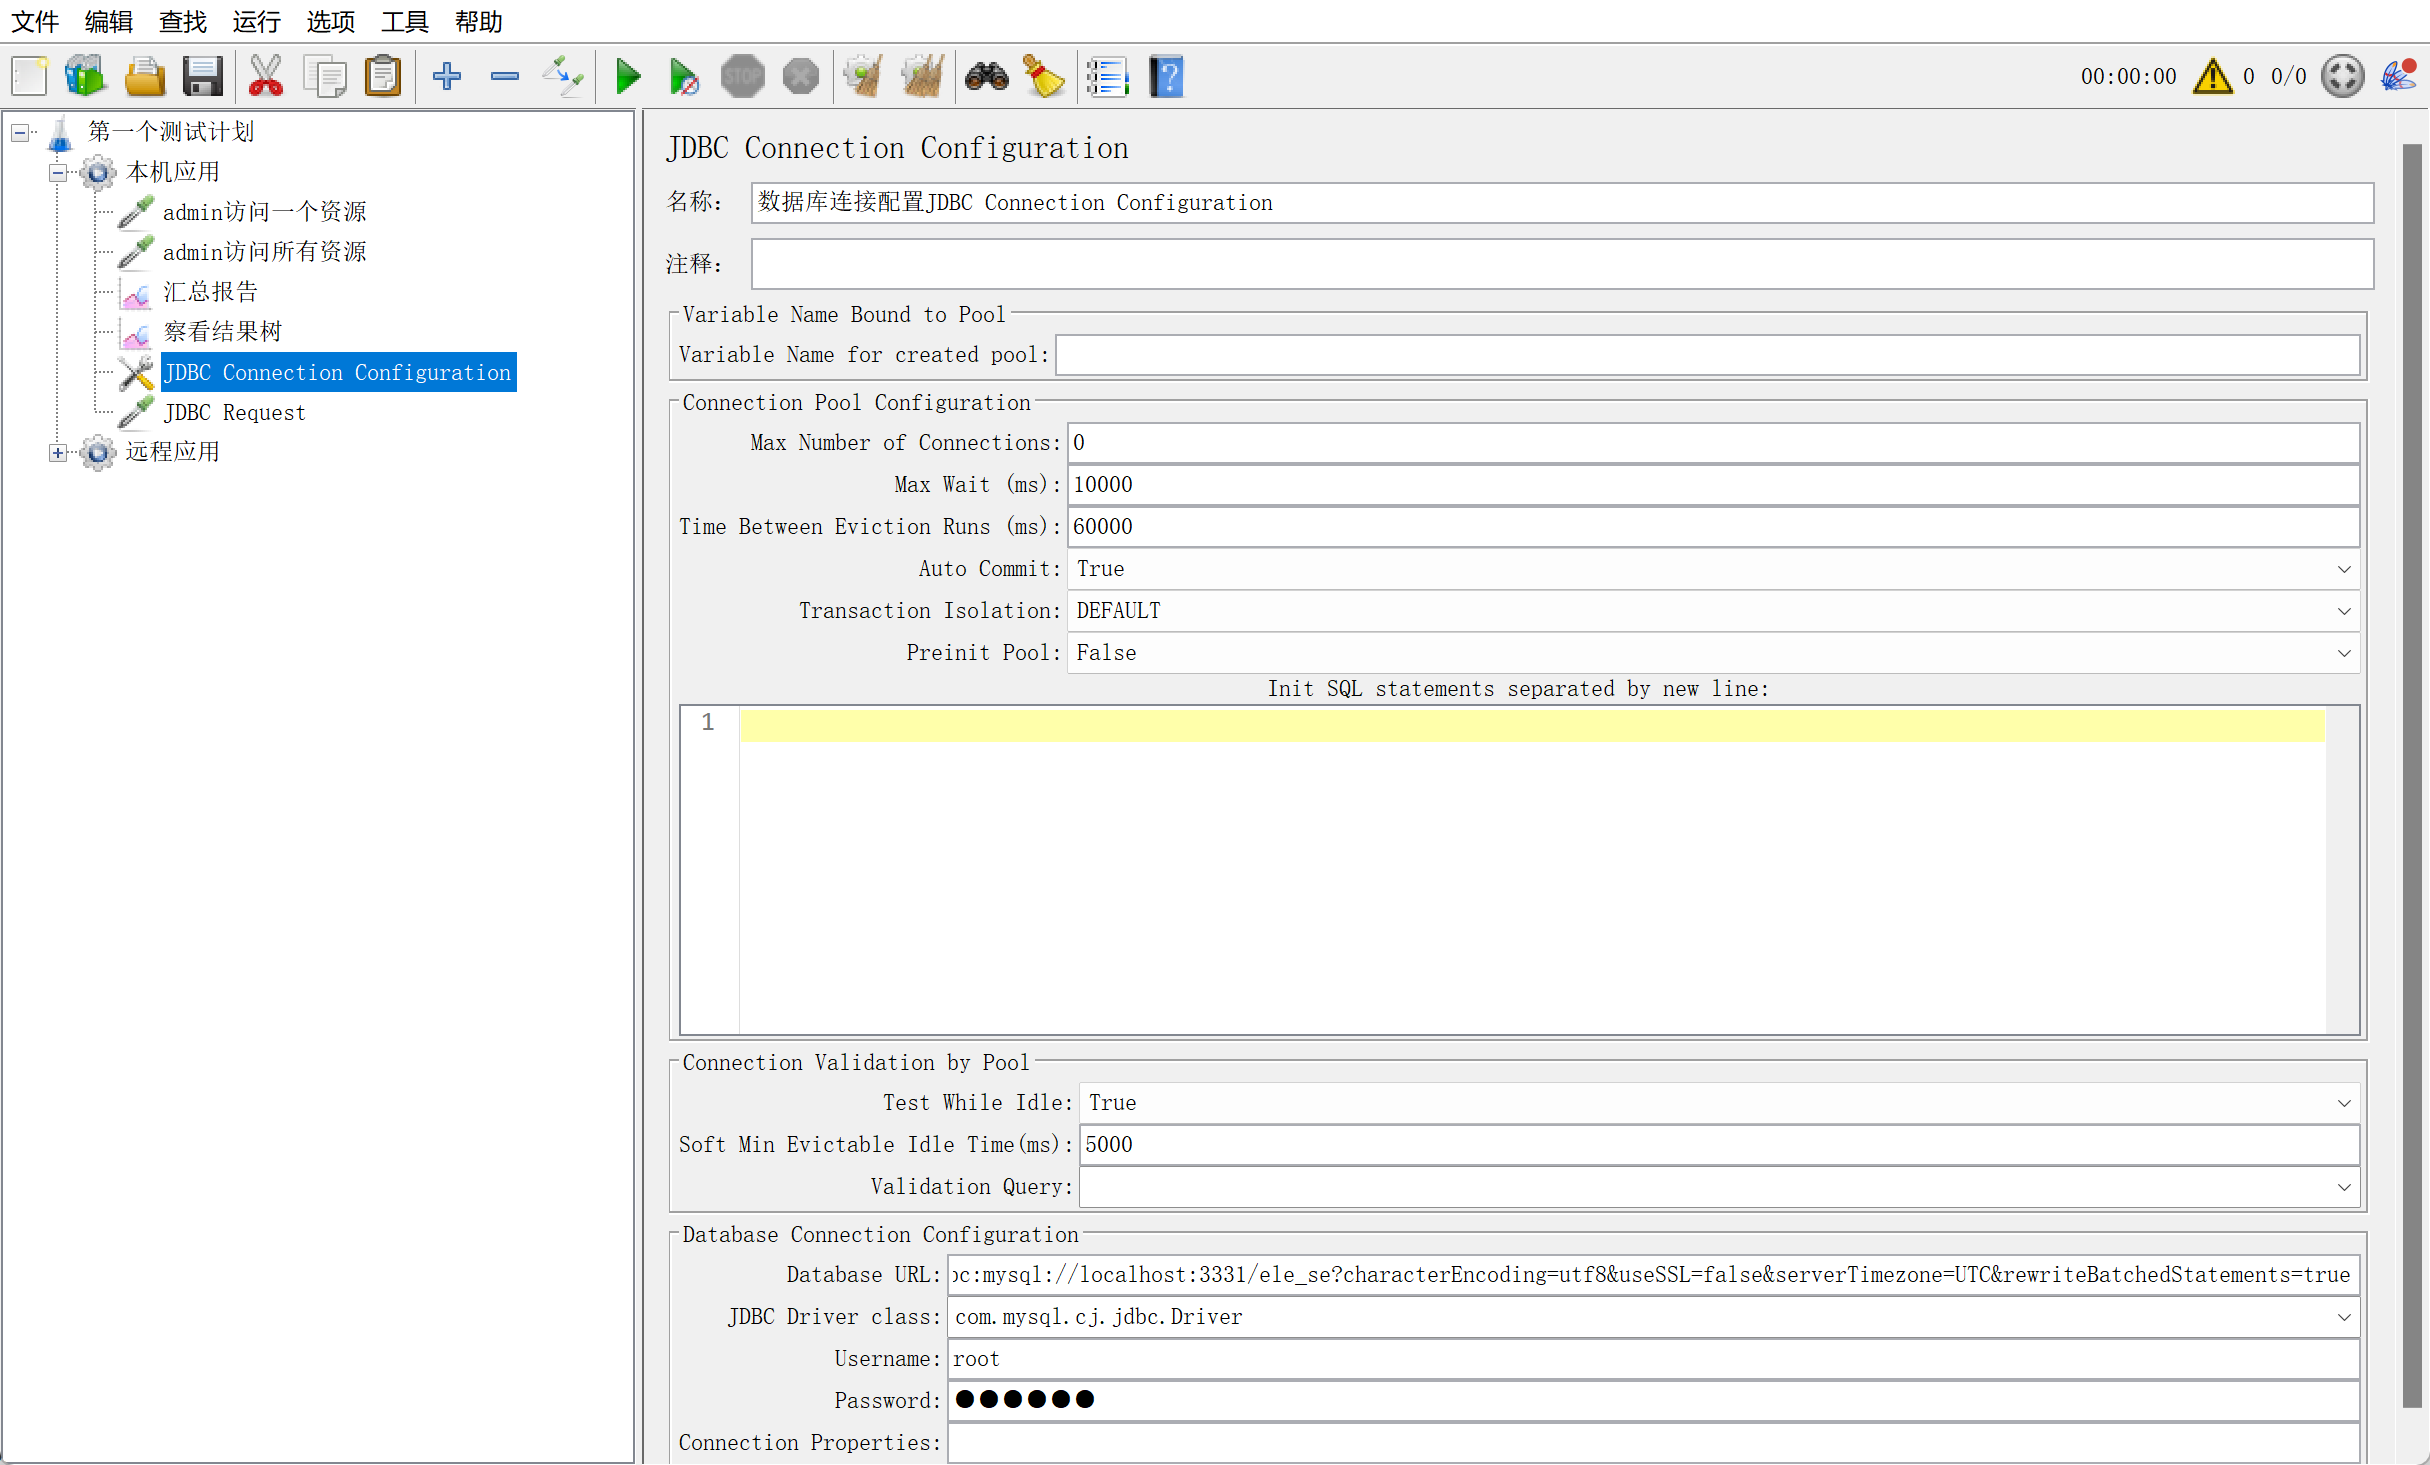 文件 编辑 查找 运行 选项 工具 帮助
STOP
00:00:00 0 0/0
第一个测试计划
本机应用
admin访问一个资源
admin访问所有资源
汇总报告
察看结果树
JDBC Connection Configuration
JDBC Request
远程应用
JDBC Connection Configuration
名称: 数据库连接配置JDBC Connection Configuration
注释:
Variable Name Bound to Pool
Variable Name for created pool:
Connection Pool Configuration
Max Number of Connections: 0
Max Wait (ms): 10000
Time Between Eviction Runs (ms): 60000
Auto Commit: True
Transaction Isolation: DEFAULT
Preinit Pool: False
Init SQL statements separated by new line:
1
Connection Validation by Pool
Test While Idle: True
Soft Min Evictable Idle Time(ms): 5000
Validation Query:
Database Connection Configuration
Database URL: bc:mysql://localhost:3331/ele_se?characterEncoding=utf8&useSSL=false&serverTimezone=UTC&rewriteBatchedStatements=true
JDBC Driver class: com.mysql.cj.jdbc.Driver
Username: root
Password: ●●●●●●
Connection Properties: